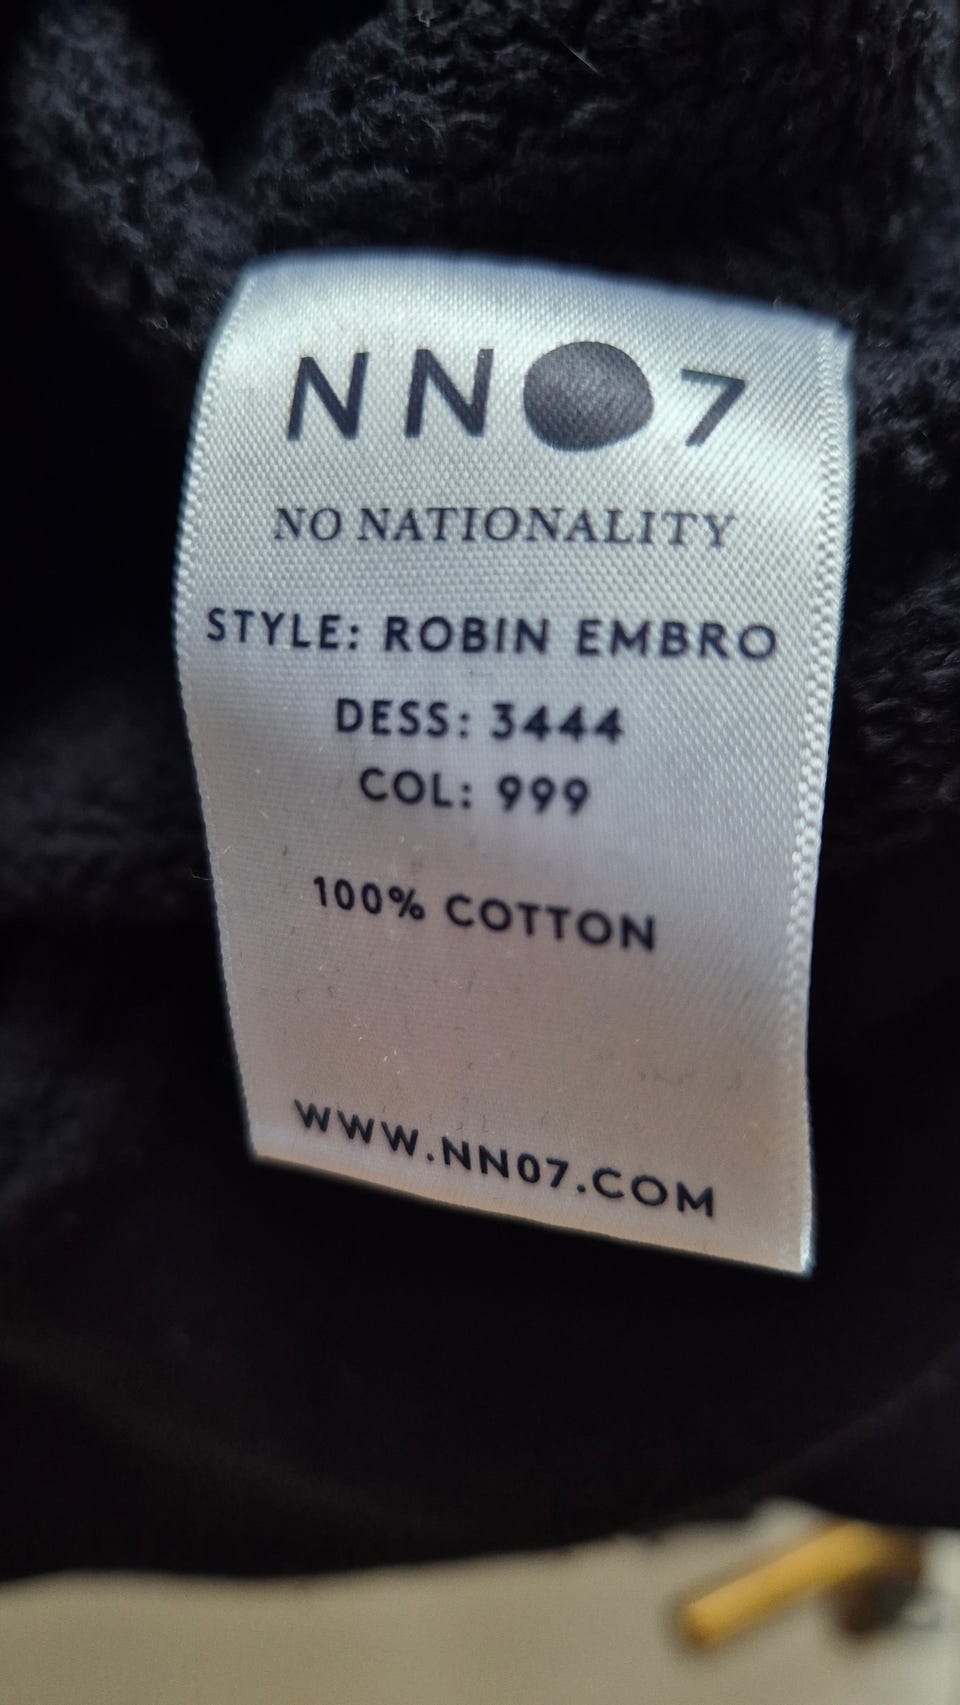 NN07
NO NATIONALITY
STYLE: ROBIN EMBRO
DESS: 3444
COL: 999
100% COTTON
WWW.NN07.COM